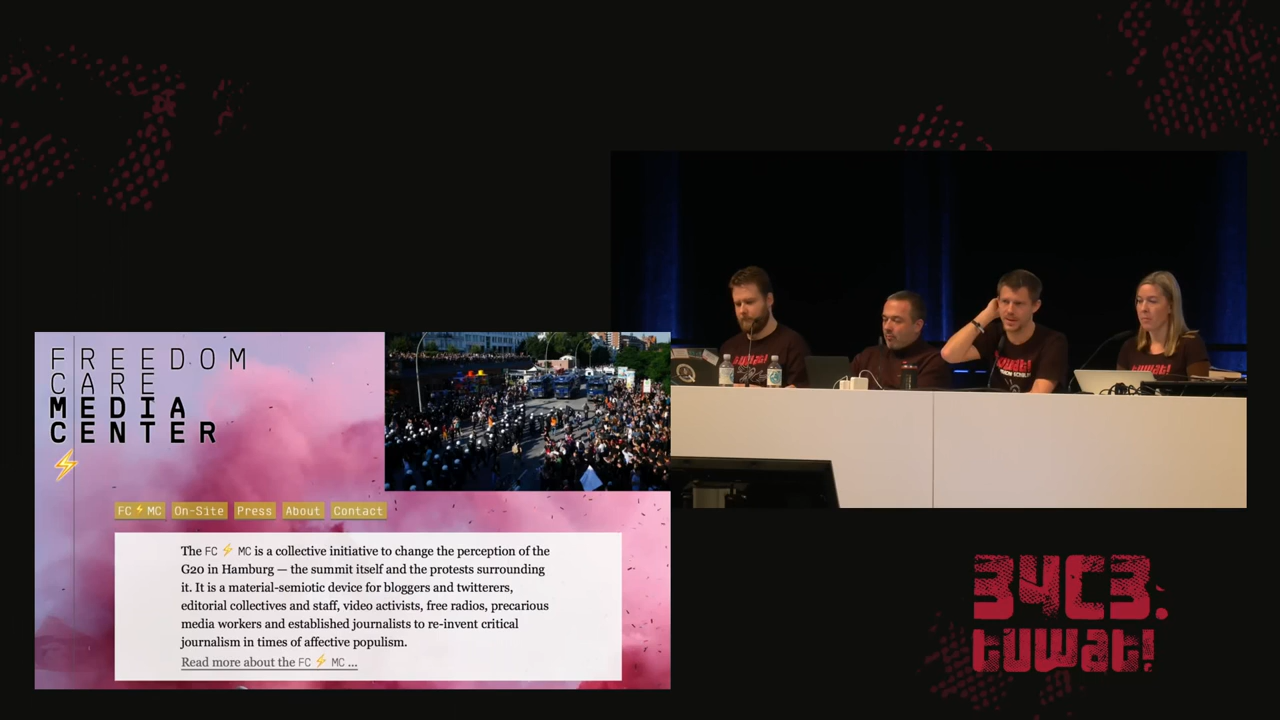 FREEDOM
CARE
MEDIA
CENTER
FC⚡MC
On-Site
Press
About
Contact
The FC ⚡ MC is a collective initiative to change the perception of the
G20 in Hamburg — the summit itself and the protests surrounding
it. It is a material-semiotic device for bloggers and twitterers,
editorial collectives and staff, video activists, free radios, precarious
media workers and established journalists to re-invent critical
journalism in times of affective populism.
Read more about the FC ⚡ MC ...
tuwat!
tuwat!
34C3.
tuwat!